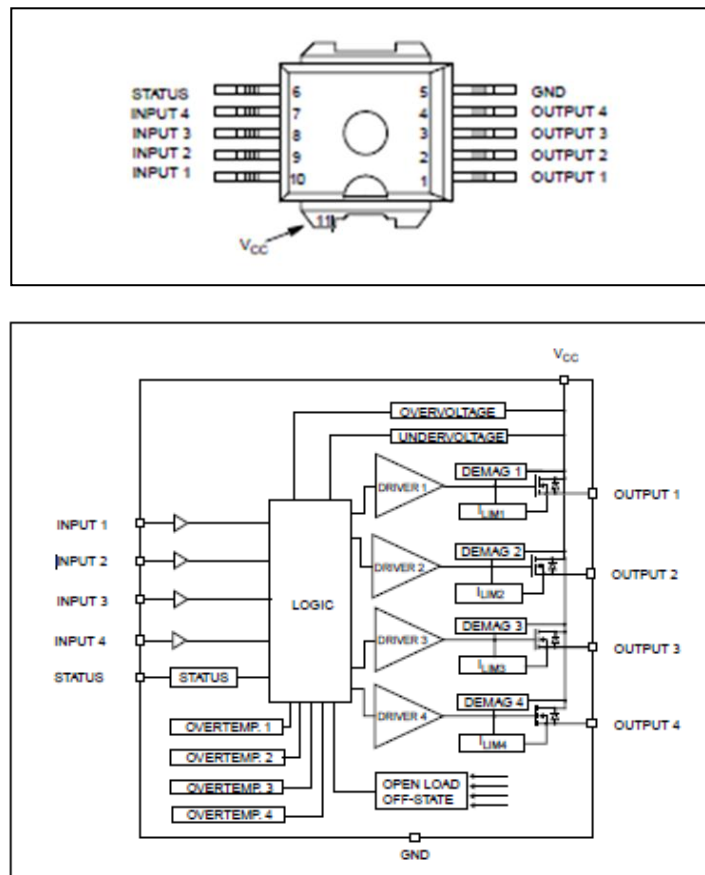 STATUS 6 5 GND
INPUT 4 7 4 OUTPUT 4
INPUT 3 8 3 OUTPUT 3
INPUT 2 9 2 OUTPUT 2
INPUT 1 10 1 OUTPUT 1
11
VCC
VCC
OVERVOLTAGE
UNDERVOLTAGE
DEMAG 1
DRIVER 1
OUTPUT 1
ILIM1
INPUT 1
DEMAG 2
INPUT 2
DRIVER 2
OUTPUT 2
ILIM2
INPUT 3
LOGIC
DEMAG 3
DRIVER 3
INPUT 4
OUTPUT 3
ILIM3
STATUS
STATUS
DEMAG 4
DRIVER 4
OUTPUT 4
OVERTEMP. 1
ILIM4
OVERTEMP. 2
OVERTEMP. 3
OPEN LOAD
OFF-STATE
OVERTEMP. 4
GND